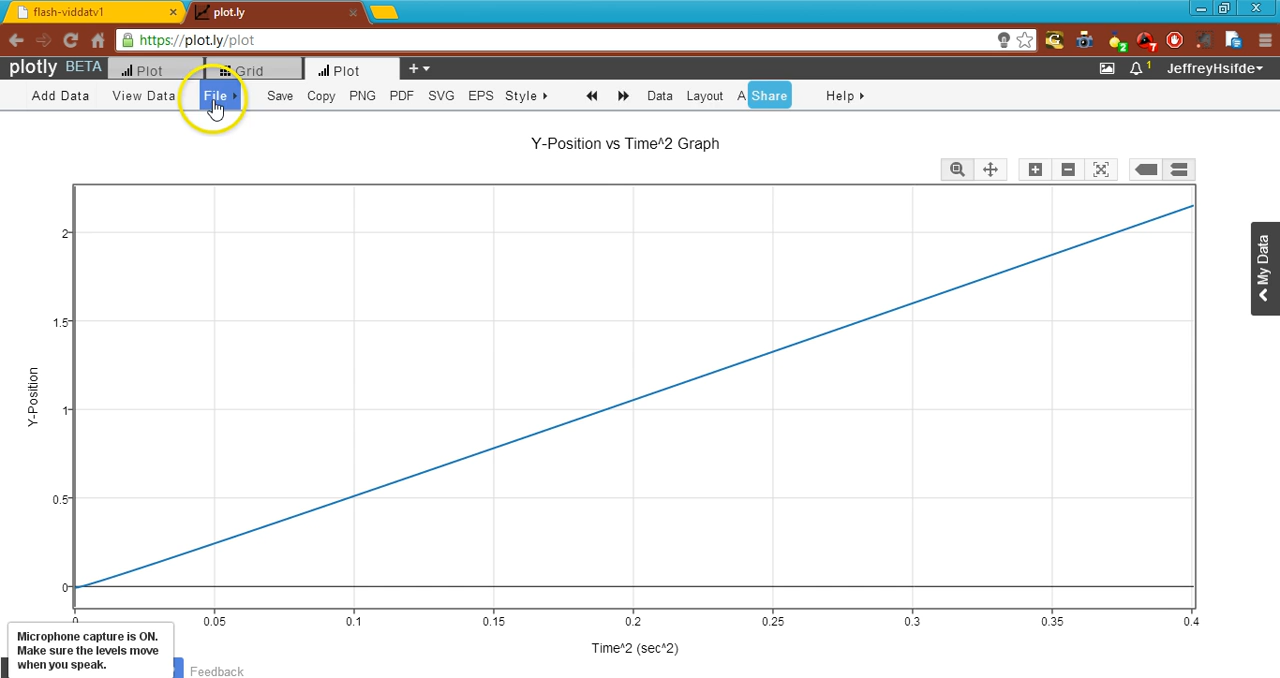 flash-viddatv1 × plot.ly ×
https://plot.ly/plot
2 7
plotly BETA Plot Grid Plot + 1 JeffreyHsifde
Add Data View Data File Save Copy PNG PDF SVG EPS Style Data Layout A Share Help
Y-Position vs Time^2 Graph
My Data
2
1.5
1
0.5
0
Y-Position
0 0.05 0.1 0.15 0.2 0.25 0.3 0.35 0.4
Time^2 (sec^2)
Microphone capture is ON.
Make sure the levels move
when you speak.
Feedback